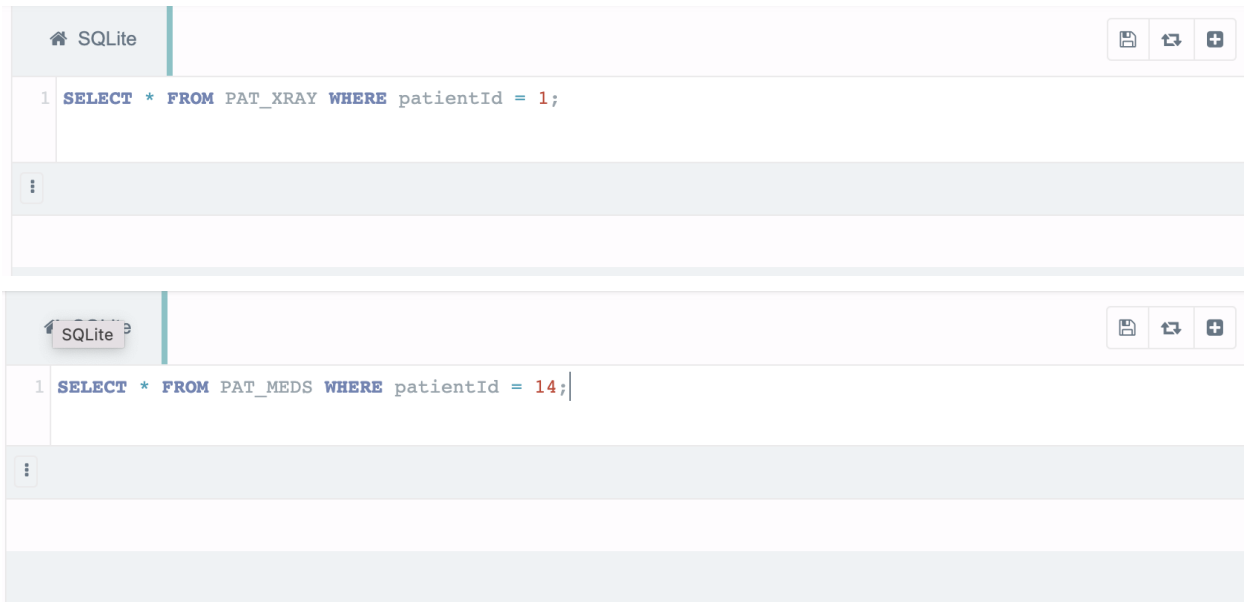 SQLite
1 SELECT * FROM PAT_XRAY WHERE patientId = 1;
SQLite
1 SELECT * FROM PAT_MEDS WHERE patientId = 14;